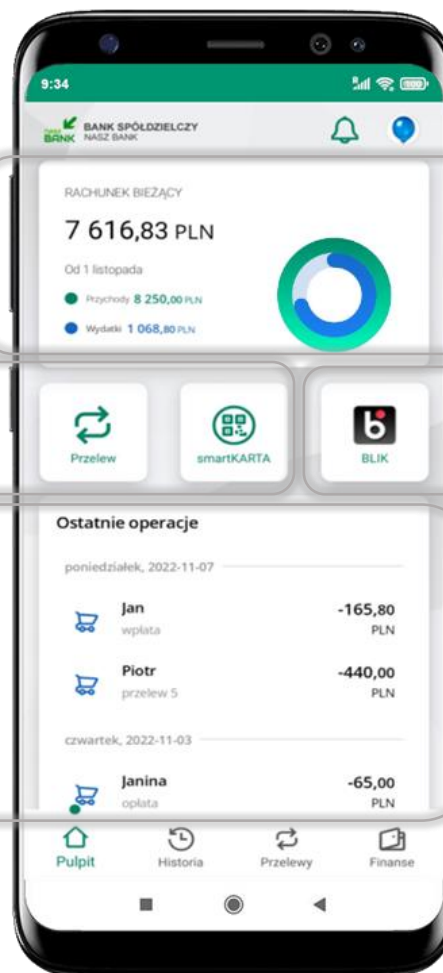 9:34
nasz BANK
BANK SPÓŁDZIELCZY
NASZ BANK
RACHUNEK BIEŻĄCY
7 616,83 PLN
Od 1 listopada
Przychody 8 250,00 PLN
Wydatki 1 068,80 PLN
Przelew
smartKARTA
BLIK
Ostatnie operacje
poniedziałek, 2022-11-07
Jan -165,80
wpłata PLN
Piotr -440,00
przelew 5 PLN
czwartek, 2022-11-03
Janina -65,00
opłata PLN
Pulpit Historia Przelewy Finanse